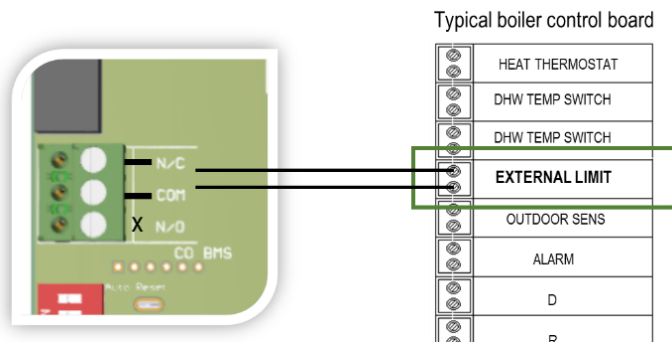 Typical boiler control board
HEAT THERMOSTAT
DHW TEMP SWITCH
DHW TEMP SWITCH
EXTERNAL LIMIT
OUTDOOR SENS
ALARM
D
R
N/C
COM
X N/O
CO BMS
Auto Reset